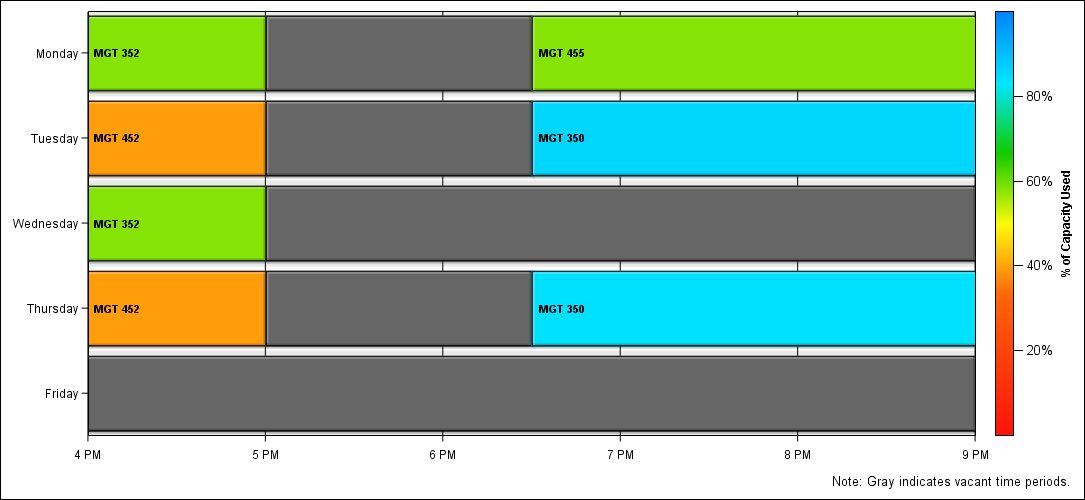 Monday
MGT 352
MGT 455
Tuesday
MGT 452
MGT 350
Wednesday
MGT 352
Thursday
MGT 452
MGT 350
Friday
4 PM
5 PM
6 PM
7 PM
8 PM
9 PM
80%
60%
40%
20%
% of Capacity Used
Note: Gray indicates vacant time periods.